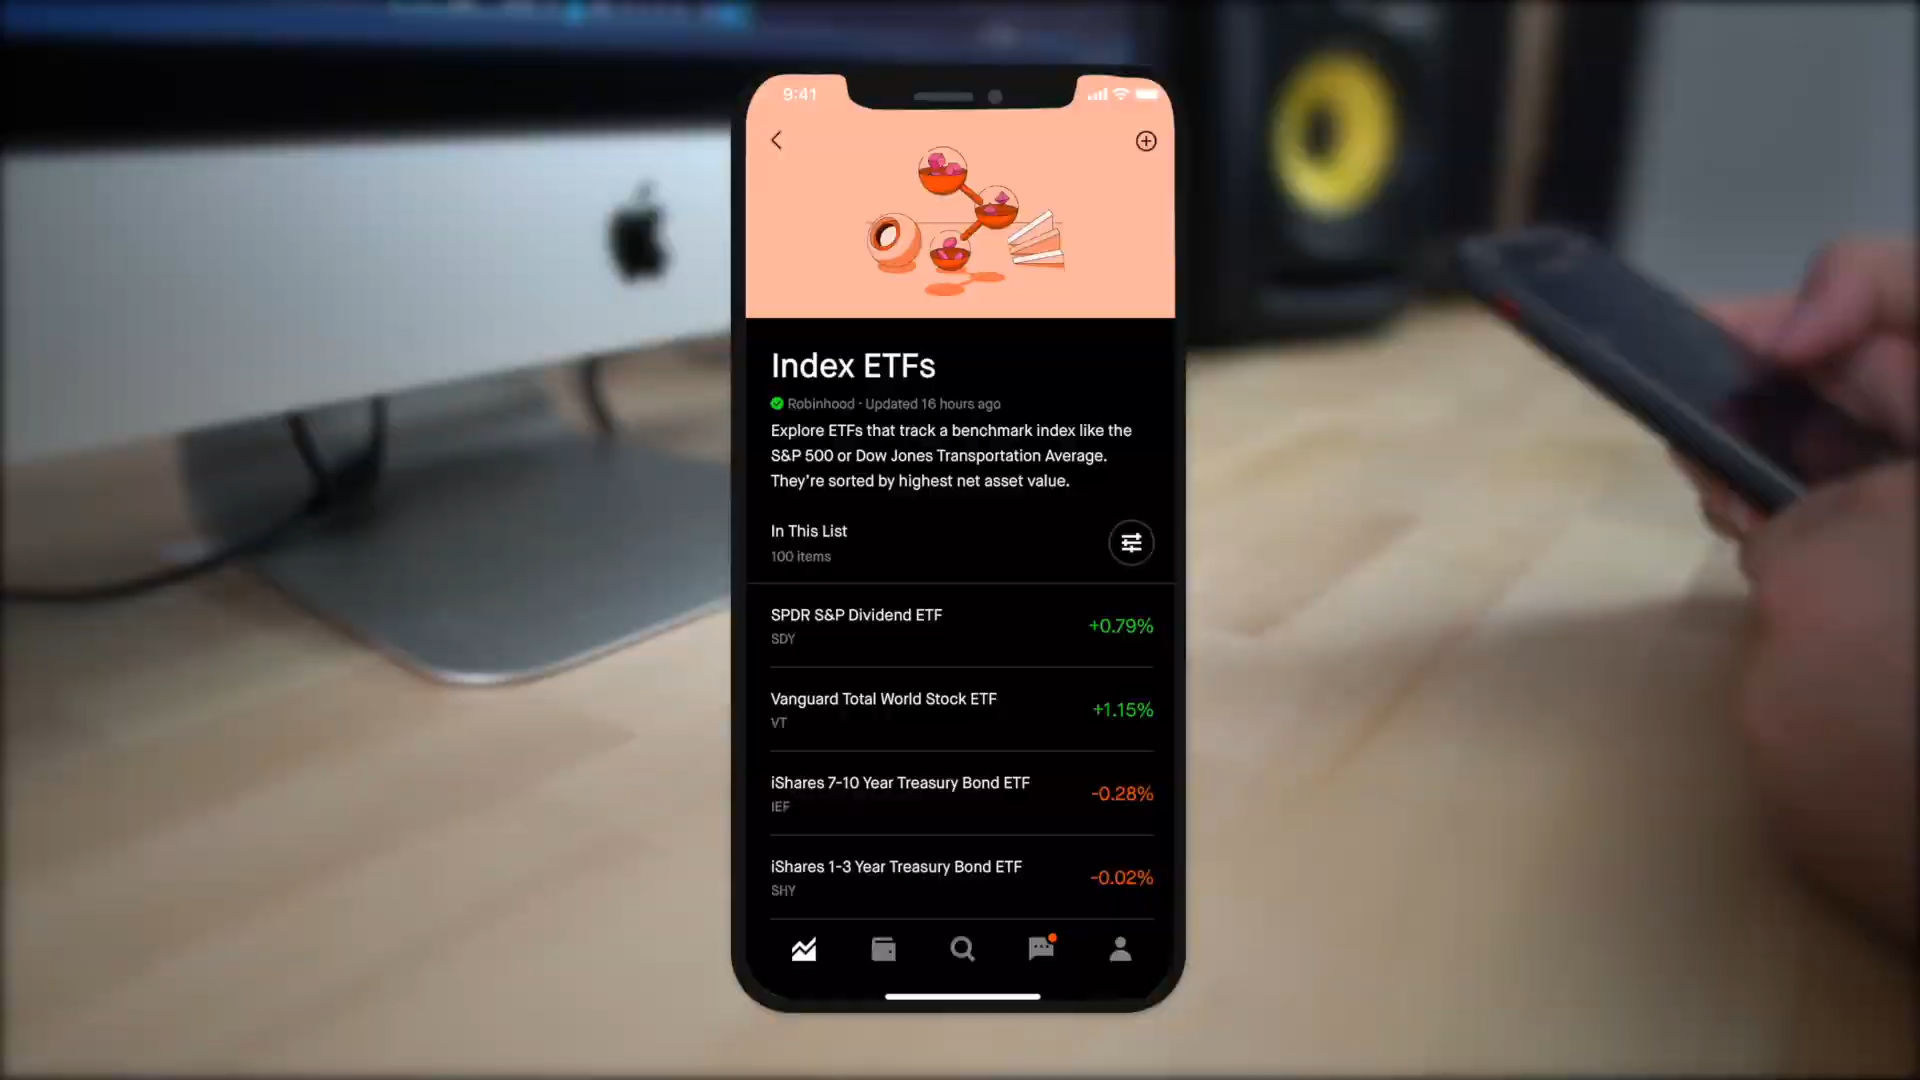 9:41
Index ETFs
Robinhood · Updated 16 hours ago
Explore ETFs that track a benchmark index like the
S&P 500 or Dow Jones Transportation Average.
They're sorted by highest net asset value.
In This List
100 items
SPDR S&P Dividend ETF
SDY
+0.79%
Vanguard Total World Stock ETF
VT
+1.15%
iShares 7-10 Year Treasury Bond ETF
IEF
-0.28%
iShares 1-3 Year Treasury Bond ETF
SHY
-0.02%